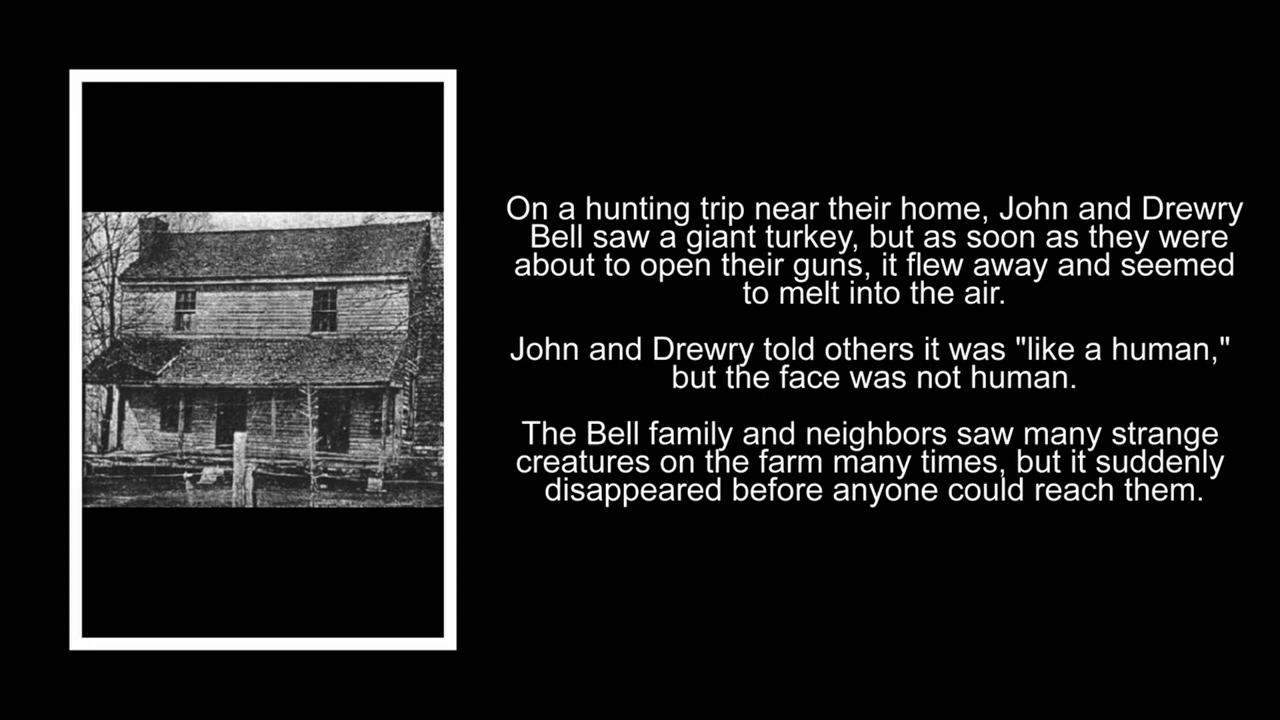 On a hunting trip near their home, John and Drewry
Bell saw a giant turkey, but as soon as they were
about to open their guns, it flew away and seemed
to melt into the air.
John and Drewry told others it was "like a human,"
but the face was not human.
The Bell family and neighbors saw many strange
creatures on the farm many times, but it suddenly
disappeared before anyone could reach them.